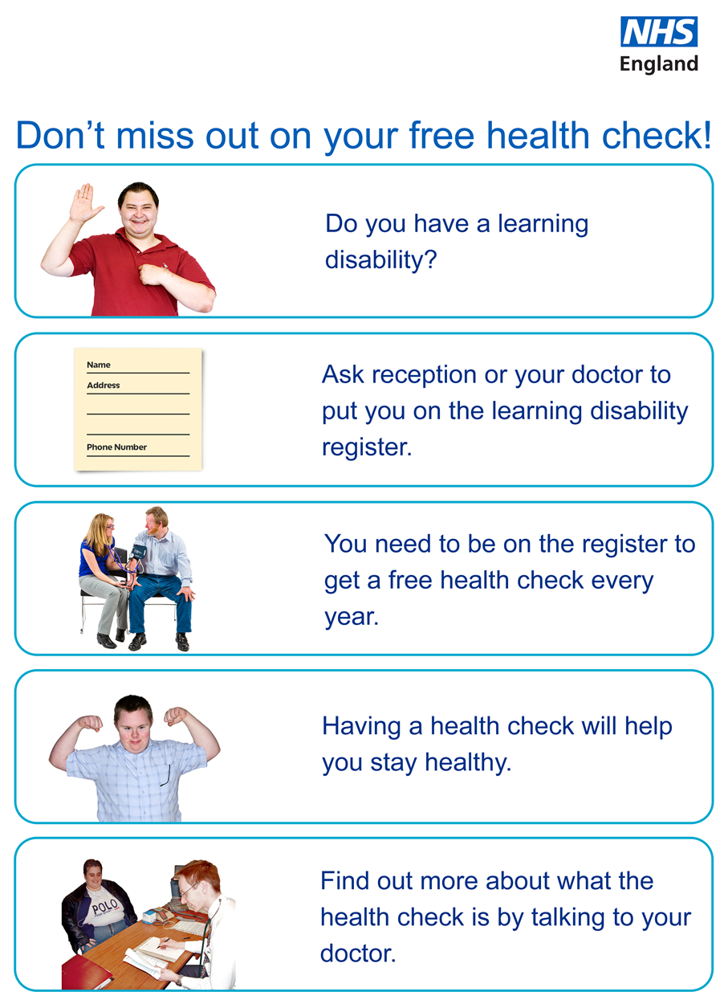 NHS
England
Don't miss out on your free health check!
Do you have a learning
disability?
Name
Address
Phone Number
Ask reception or your doctor to
put you on the learning disability
register.
You need to be on the register to
get a free health check every
year.
Having a health check will help
you stay healthy.
POLO
Find out more about what the
health check is by talking to your
doctor.